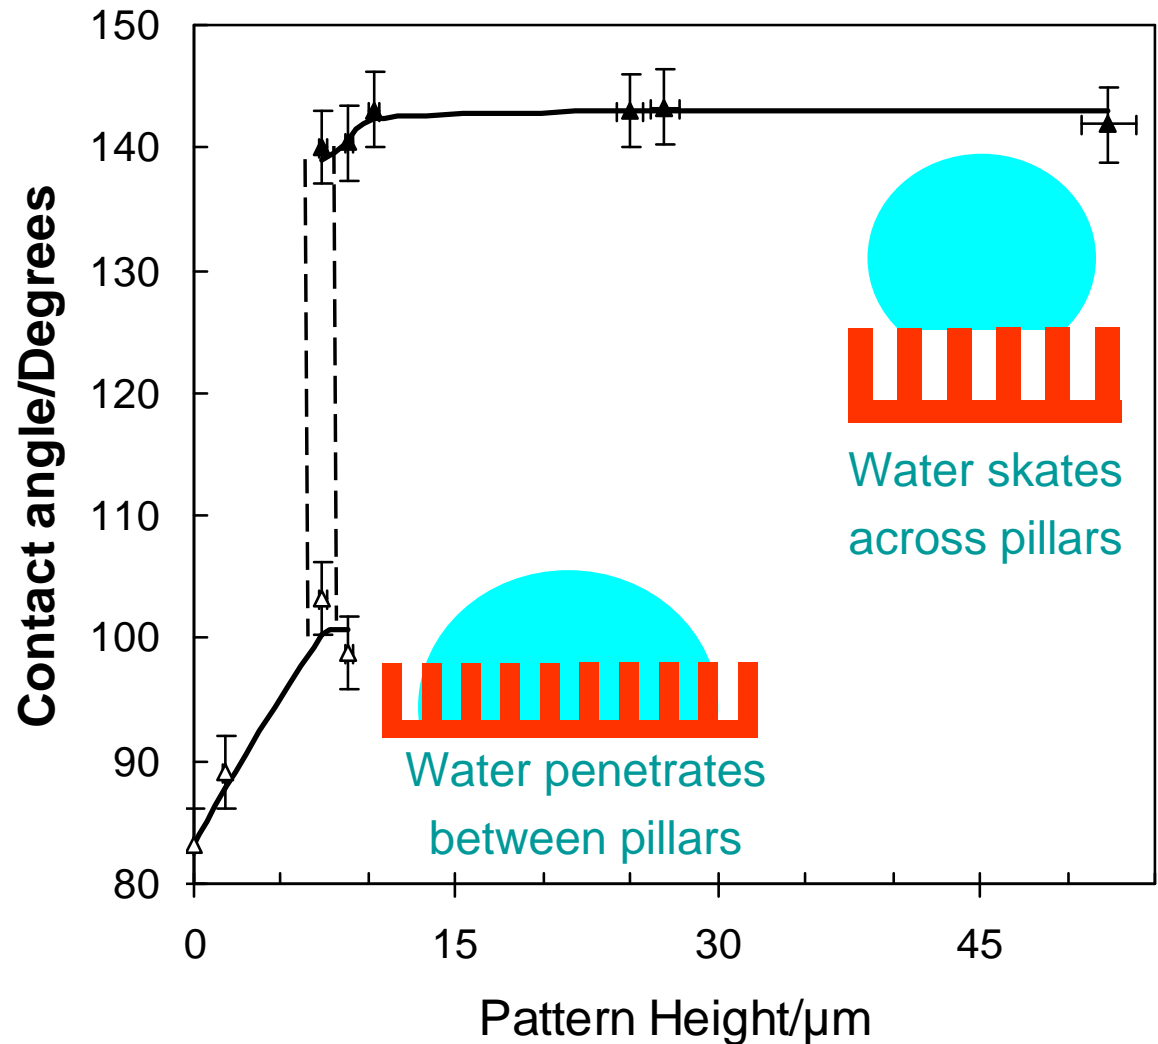 150
140
130
120
110
100
90
80
Contact angle/Degrees
Water skates
across pillars
Water penetrates
between pillars
0 15 30 45
Pattern Height/µm